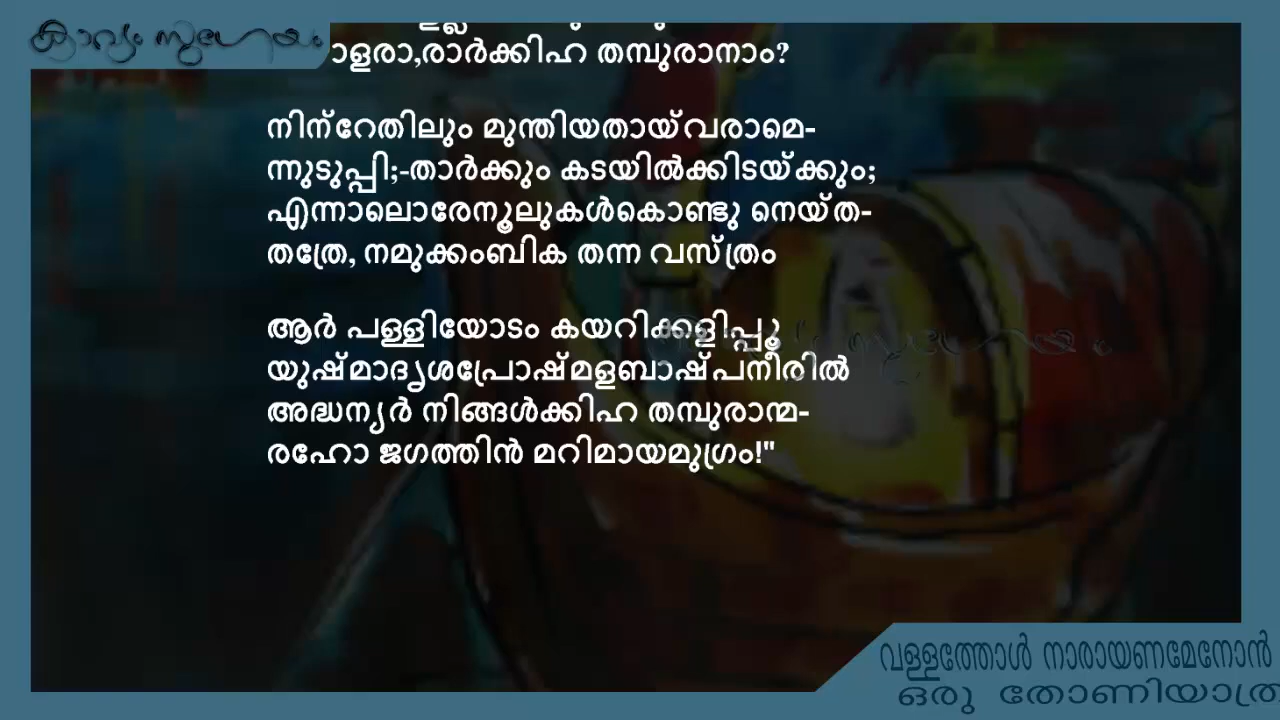 കാവ്യം സുഗേയം
ാളരാ,രാർക്കിഹ തമ്പുരാനാം?
നിന്റേതിലും മുന്തിയതായ്‌വരാമെ-
ന്നുടുപ്പി;-താർക്കും കടയിൽക്കിടയ്ക്കും;
എന്നാലൊരേനൂലുകൾകൊണ്ടു നെയ്ത-
തത്രേ, നമുക്കംബിക തന്ന വസ്ത്രം
ആർ പള്ളിയോടം കയറിക്കളിപ്പൂ
യുഷ്മാദൃശപ്രോഷ്മളബാഷ്പനീരിൽ
അദ്ധന്യർ നിങ്ങൾക്കിഹ തമ്പുരാന്മ-
രഹോ ജഗത്തിൻ മറിമായമുഗ്രം!"
വള്ളത്തോൾ നാരായണമേനോൻ
ഒരു തോണിയാത്ര